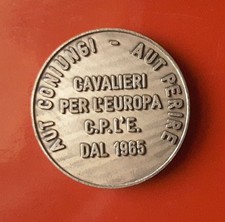 AUT CONIUNGI - AUT PERIRE
CAVALIERI
PER L'EUROPA
C.P.L'E.
DAL 1965